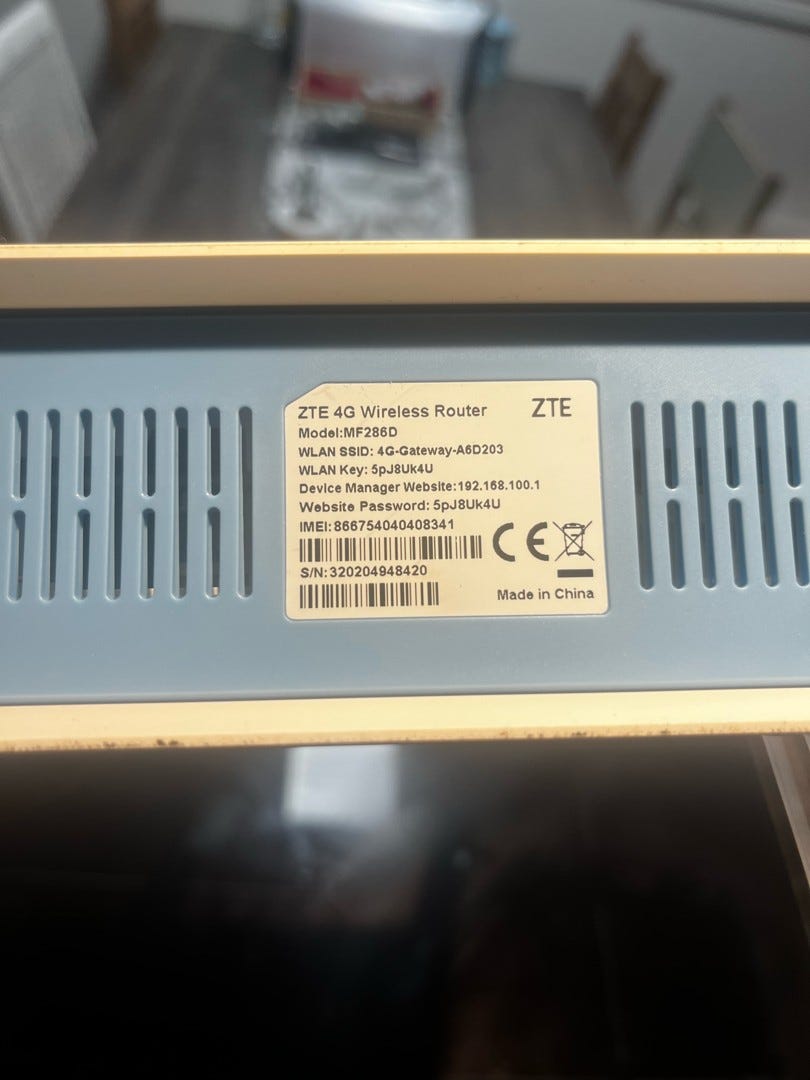 ZTE 4G Wireless Router ZTE
Model:MF286D
WLAN SSID: 4G-Gateway-A6D203
WLAN Key: 5pJ8Uk4U
Device Manager Website:192.168.100.1
Website Password: 5pJ8Uk4U
IMEI:866754040408341
CE
S/N:320204948420
Made in China